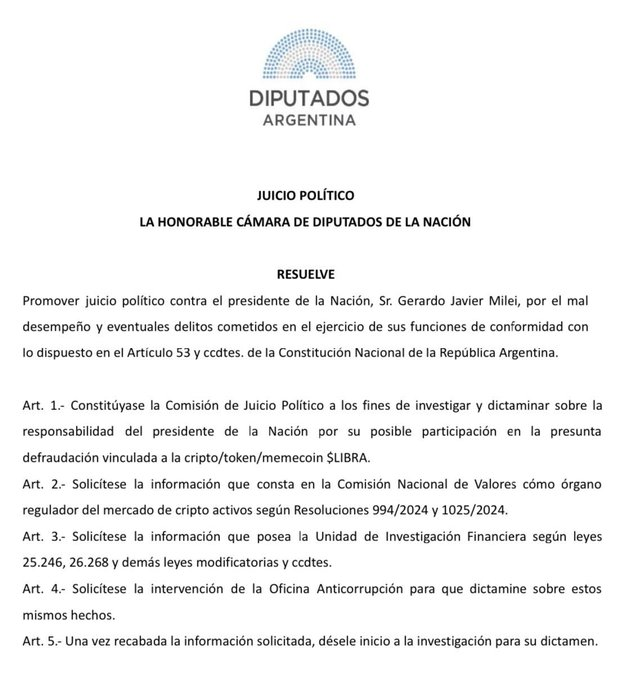 DIPUTADOS
ARGENTINA
JUICIO POLÍTICO
LA HONORABLE CÁMARA DE DIPUTADOS DE LA NACIÓN
RESUELVE
Promover juicio político contra el presidente de la Nación, Sr. Gerardo Javier Milei, por el mal
desempeño y eventuales delitos cometidos en el ejercicio de sus funciones de conformidad con
lo dispuesto en el Artículo 53 y ccdtes. de la Constitución Nacional de la República Argentina.
Art. 1.- Constitúyase la Comisión de Juicio Político a los fines de investigar y dictaminar sobre la
responsabilidad del presidente de la Nación por su posible participación en la presunta
defraudación vinculada a la cripto/token/memecoin $LIBRA.
Art. 2.- Solicítese la información que consta en la Comisión Nacional de Valores cómo órgano
regulador del mercado de cripto activos según Resoluciones 994/2024 y 1025/2024.
Art. 3.- Solicítese la información que posea la Unidad de Investigación Financiera según leyes
25.246, 26.268 y demás leyes modificatorias y ccdtes.
Art. 4.- Solicítese la intervención de la Oficina Anticorrupción para que dictamine sobre estos
mismos hechos.
Art. 5.- Una vez recabada la información solicitada, désele inicio a la investigación para su dictamen.